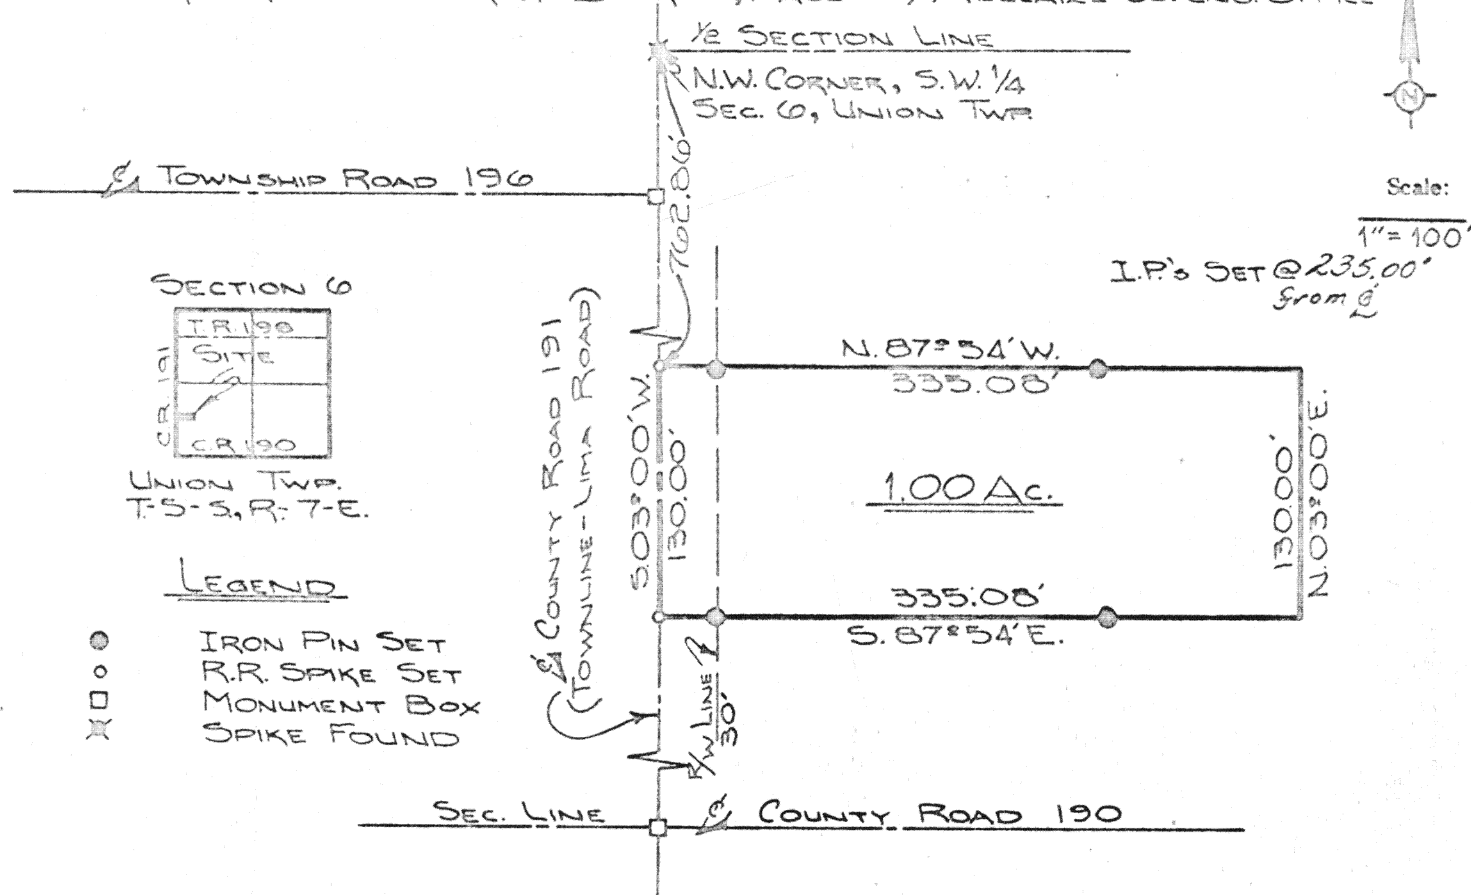 1/2 SECTION LINE
N.W. CORNER, S.W. 1/4
SEC. 6, UNION TWP.
N
℄ TOWNSHIP ROAD 196
762.86'
Scale:
1" = 100'
I.P.'s SET @ 235.00'
from ℄
SECTION 6
T.R. 198
SITE
C.R. 191
C.R. 190
UNION TWP.
T-5-S., R-7-E.
℄ COUNTY ROAD 191
(TOWNLINE-LIMA ROAD)
N. 87° 54' W.
335.08'
S. 03° 00' W.
130.00'
1.00 Ac.
130.00'
N. 03° 00' E.
335.08'
S. 87° 54' E.
LEGEND
IRON PIN SET
R.R. SPIKE SET
MONUMENT BOX
SPIKE FOUND
R/W LINE
30'
SEC. LINE
℄ COUNTY ROAD 190